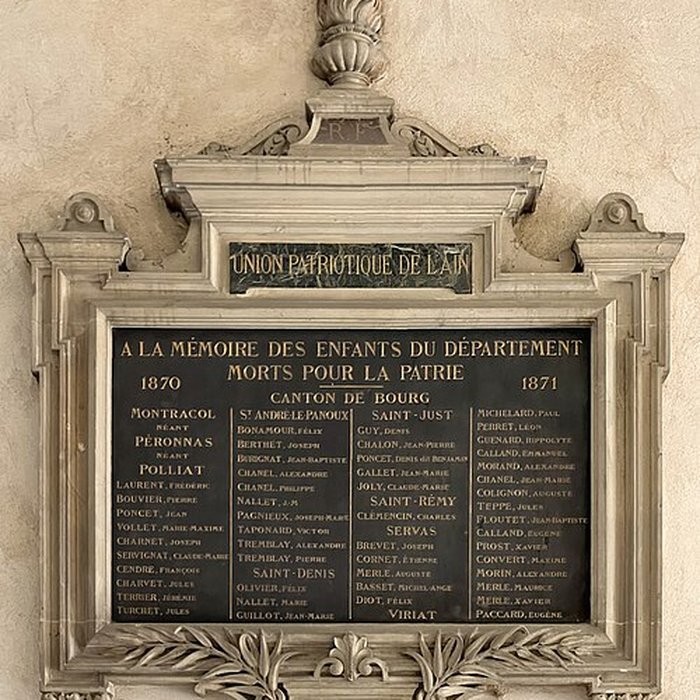 R.F.
UNION PATRIOTIQUE DE L'AIN
A LA MÉMOIRE DES ENFANTS DU DÉPARTEMENT
MORTS POUR LA PATRIE
1870
1871
CANTON DE BOURG
MONTRACOL
NÉANT
PÉRONNAS
NÉANT
POLLIAT
LAURENT, FRÉDÉRIC
BOUVIER, PIERRE
PONCET, JEAN
VOLLET, MARIE-MAXIME
CHARNET, JOSEPH
SERVIGNAT, CLAUDE-MARIE
CENDRE, FRANÇOIS
CHARVET, JULES
TERRIER, JÉRÉMIE
TURCHET, JULES
ST ANDRÉ-LE-PANOUX
BONAMOUR, FÉLIX
BERTHET, JOSEPH
BURIGNAT, JEAN-BAPTISTE
CHANEL, ALEXANDRE
CHANEL, PHILIPPE
NALLET, J-M
PAGNIEUX, JOSEPH-MARIE
TAPONARD, VICTOR
TREMBLAY, ALEXANDRE
TREMBLAY, PIERRE
SAINT-DENIS
OLIVIER, FÉLIX
NALLET, MARIE
GUILLOT, JEAN-MARIE
SAINT-JUST
GUY, DENIS
CHALON, JEAN-PIERRE
PONCET, DENIS dit BENJAMIN
GALLET, JEAN-MARIE
JOLY, CLAUDE-MARIE
SAINT-RÉMY
CLÉMENCIN, CHARLES
SERVAS
BREVET, JOSEPH
CORNET, ÉTIENNE
MERLE, AUGUSTE
BASSET, MICHEL-ANGE
DIOT, FÉLIX
VIRIAT
MICHELARD, PAUL
PERRET, LÉON
GUENARD, HIPPOLYTE
CALLAND, EMMANUEL
MORAND, ALEXANDRE
CHANEL, JEAN-MARIE
COLIGNON, AUGUSTE
TEPPE, JULES
FLOUTET, JEAN-BAPTISTE
CALLAND, EUGÈNE
PROST, XAVIER
CONVERT, MAXIME
MORIN, ALEXANDRE
MERLE, MAURICE
MERLE, XAVIER
PACCARD, EUGÈNE